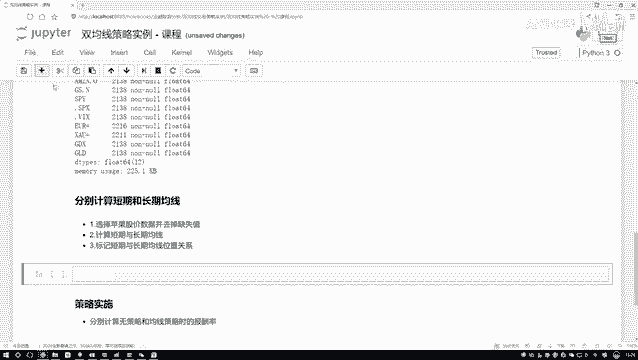 jupyter 双均线策略实例 - 课程 (unsaved changes)
File Edit View Insert Cell Kernel Widgets Help
Trusted Python 3
Code
AMZN.O 2138 non-null float64
GS.N 2138 non-null float64
SPY 2138 non-null float64
.SPX 2138 non-null float64
.VIX 2138 non-null float64
EUR= 2216 non-null float64
XAU= 2211 non-null float64
GDX 2138 non-null float64
GLD 2138 non-null float64
dtypes: float64(12)
memory usage: 225.1 KB
分别计算短期和长期均线
1.选择苹果股价数据并去掉缺失值
2.计算短期与长期均线
3.标记短期与长期均线位置关系
In [ ]:
策略实施
分别计算无策略和均线策略时的报酬率